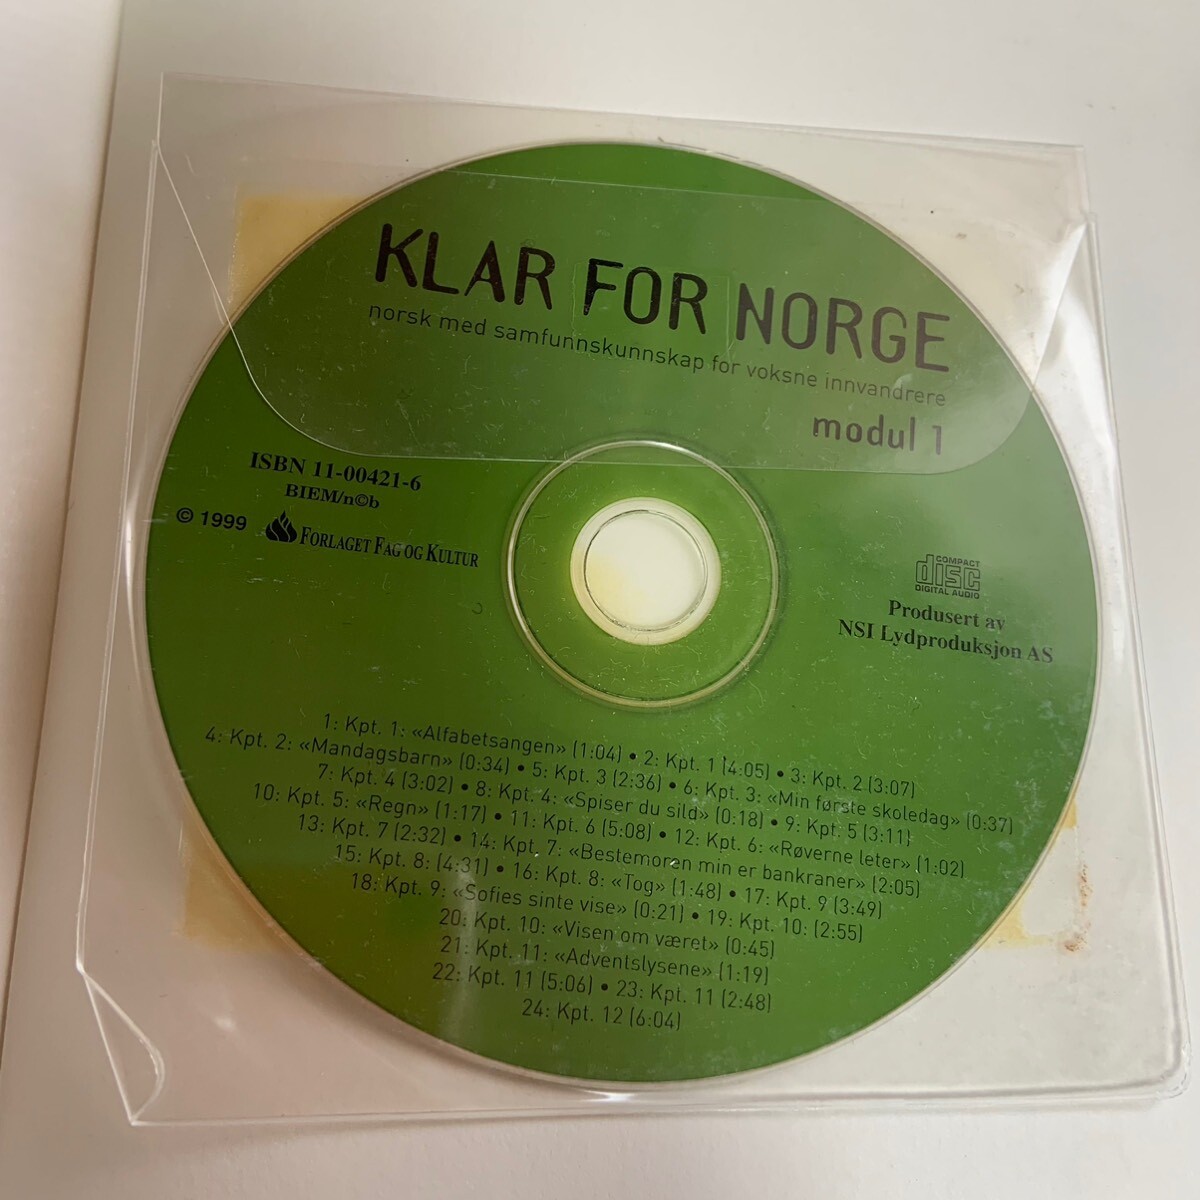 KLAR FOR NORGE
norsk med samfunnskunnskap for voksne innvandrere
modul 1
ISBN 11-00421-6
BIEM/n©b
© 1999 FORLAGET FAG OG KULTUR
COMPACT
disc
DIGITAL AUDIO
Produsert av
NSI Lydproduksjon AS
1: Kpt. 1: «Alfabetsangen» (1:04) • 2: Kpt. 1 (4:05) • 3: Kpt. 2 (3:07)
4: Kpt. 2: «Mandagsbarn» (0:34) • 5: Kpt. 3 (2:36) • 6: Kpt. 3: «Min første skoledag» (0:37)
7: Kpt. 4 (3:02) • 8: Kpt. 4: «Spiser du sild» (0:18) • 9: Kpt. 5 (3:11)
10: Kpt. 5: «Regn» (1:17) • 11: Kpt. 6 (5:08) • 12: Kpt. 6: «Røverne leter» (1:02)
13: Kpt. 7 (2:32) • 14: Kpt. 7: «Bestemoren min er bankraner» (2:05)
15: Kpt. 8: (4:31) • 16: Kpt. 8: «Tog» (1:48) • 17: Kpt. 9 (3:49)
18: Kpt. 9: «Sofies sinte vise» (0:21) • 19: Kpt. 10: (2:55)
20: Kpt. 10: «Visen om været» (0:45)
21: Kpt. 11: «Adventslysene» (1:19)
22: Kpt. 11 (5:06) • 23: Kpt. 11 (2:48)
24: Kpt. 12 (6:04)